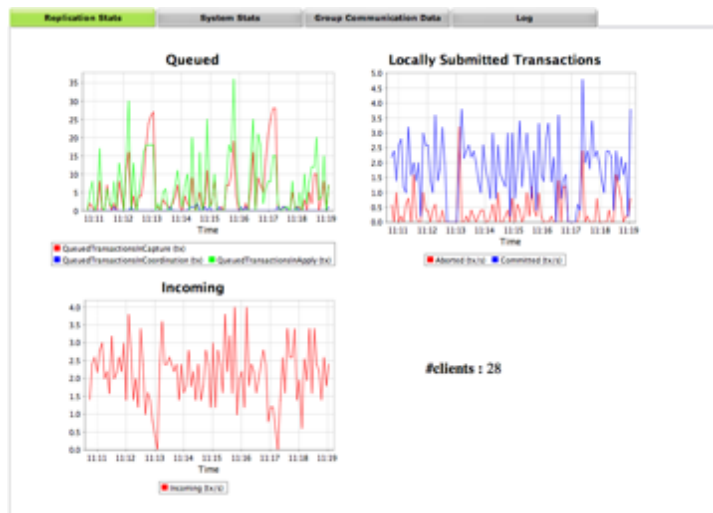 Replication Stats
System Stats
Group Communication Data
Log
Queued
35
30
25
20
15
10
5
0
11:11 11:12 11:13 11:14 11:15 11:16 11:17 11:18 11:19
Time
QueuedTransactionsInCapture (tx)
QueuedTransactionsInCoordination (tx) QueuedTransactionsInApply (tx)
Locally Submitted Transactions
5.0
4.5
4.0
3.5
3.0
2.5
2.0
1.5
1.0
0.5
0.0
11:11 11:12 11:13 11:14 11:15 11:16 11:17 11:18 11:19
Time
Aborted (tx/s) Committed (tx/s)
Incoming
4.0
3.5
3.0
2.5
2.0
1.5
1.0
0.5
0.0
11:11 11:12 11:13 11:14 11:15 11:16 11:17 11:18 11:19
Time
Incoming (tx/s)
#clients : 28